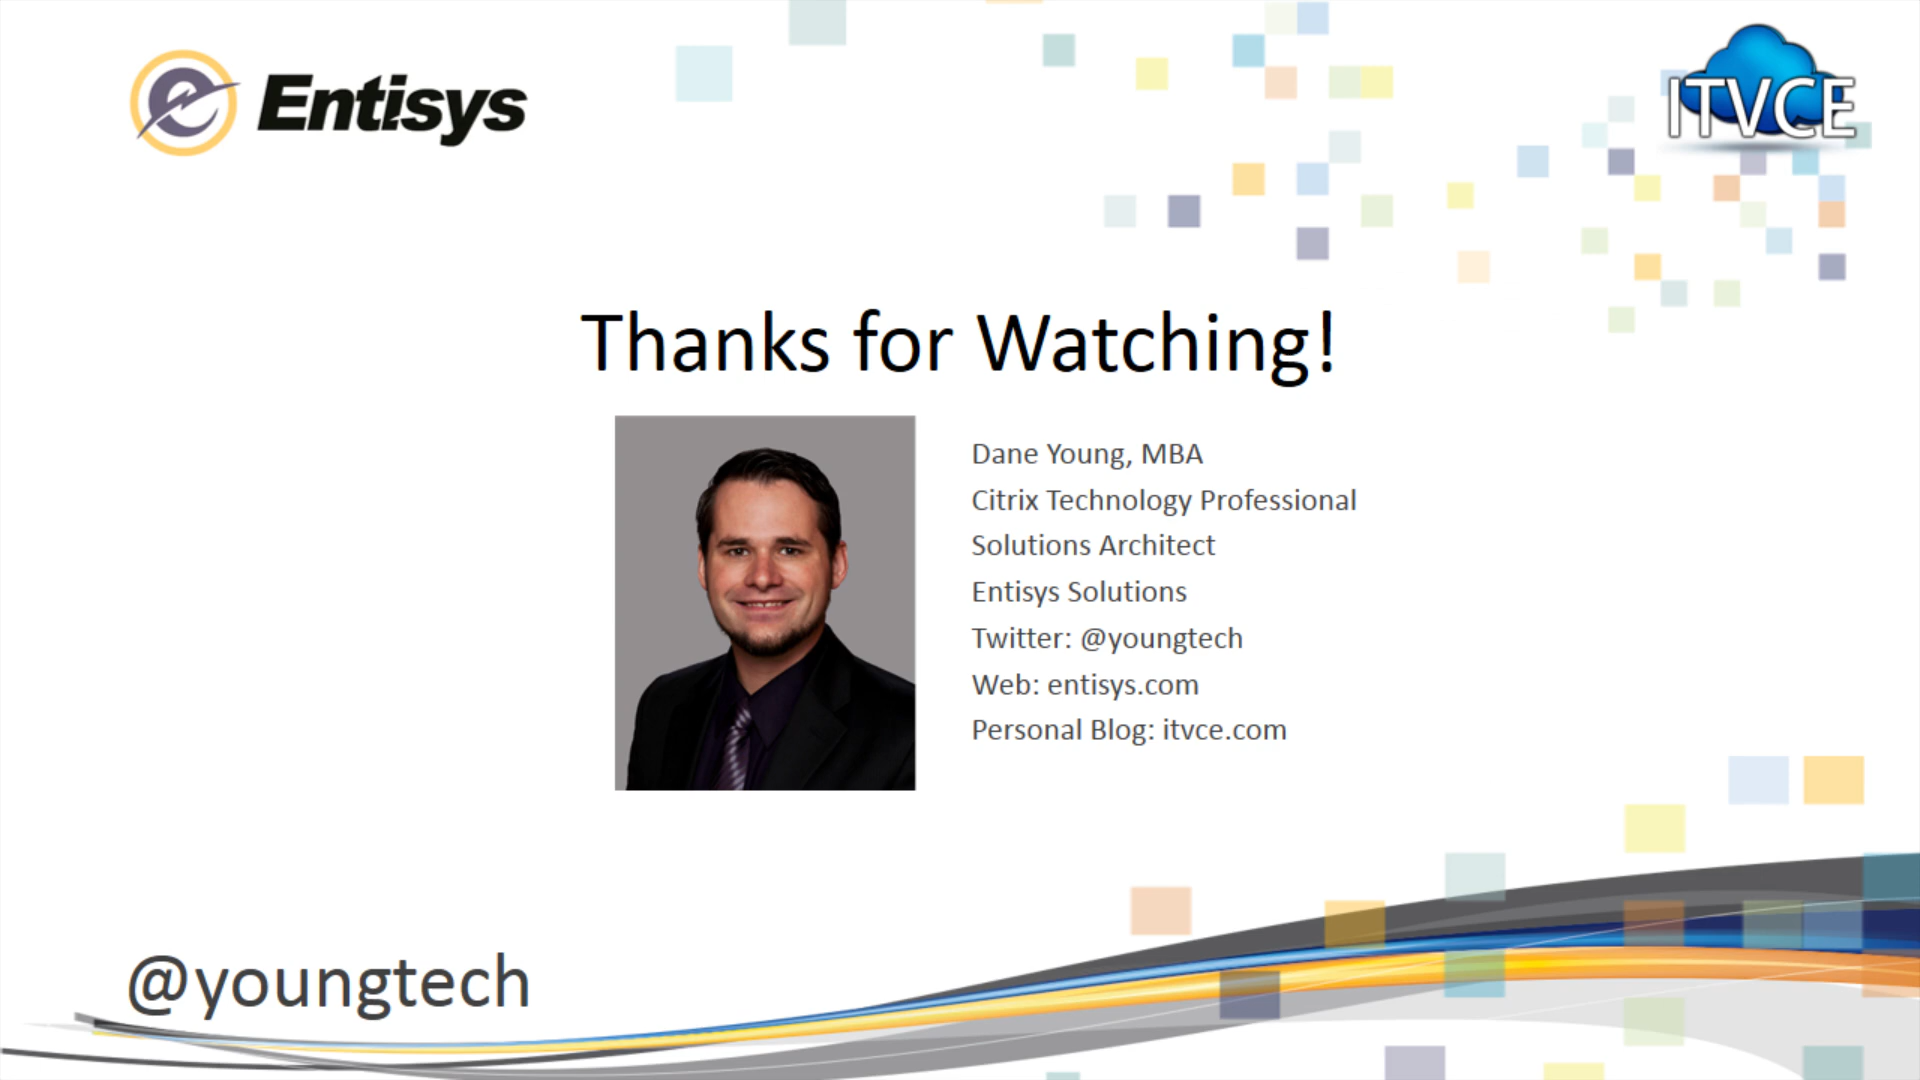 Entisys
ITVCE
Thanks for Watching!
Dane Young, MBA
Citrix Technology Professional
Solutions Architect
Entisys Solutions
Twitter: @youngtech
Web: entisys.com
Personal Blog: itvce.com
@youngtech